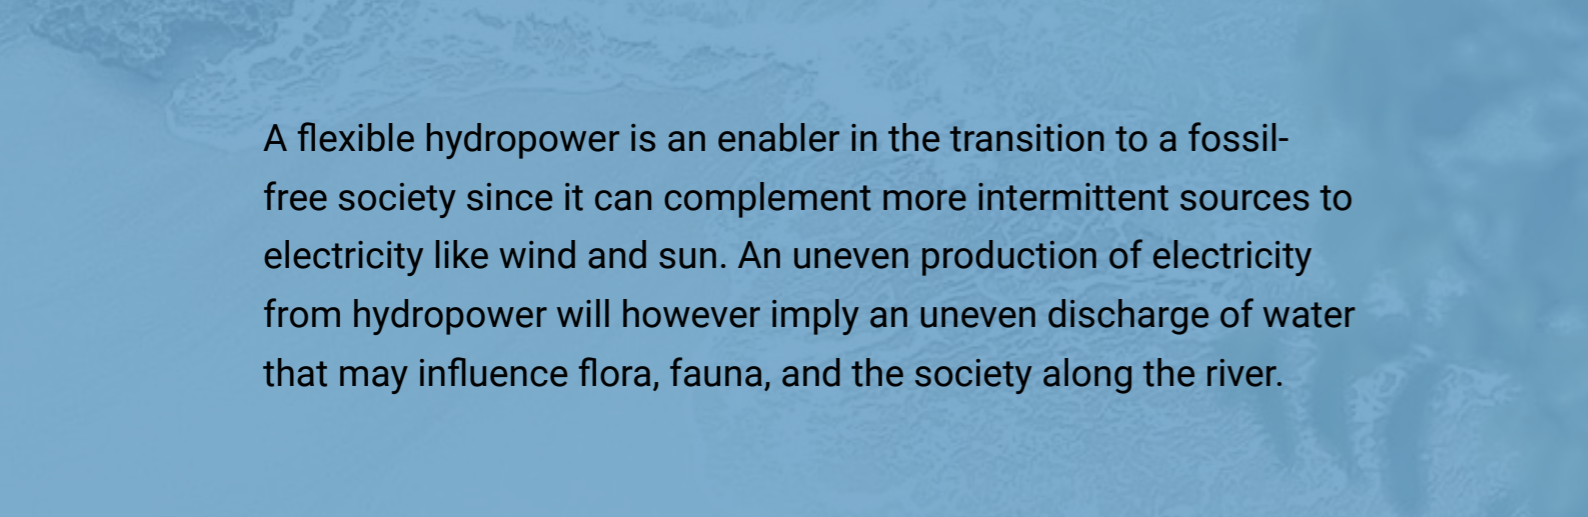 A flexible hydropower is an enabler in the transition to a fossil-
free society since it can complement more intermittent sources to
electricity like wind and sun. An uneven production of electricity
from hydropower will however imply an uneven discharge of water
that may influence flora, fauna, and the society along the river.